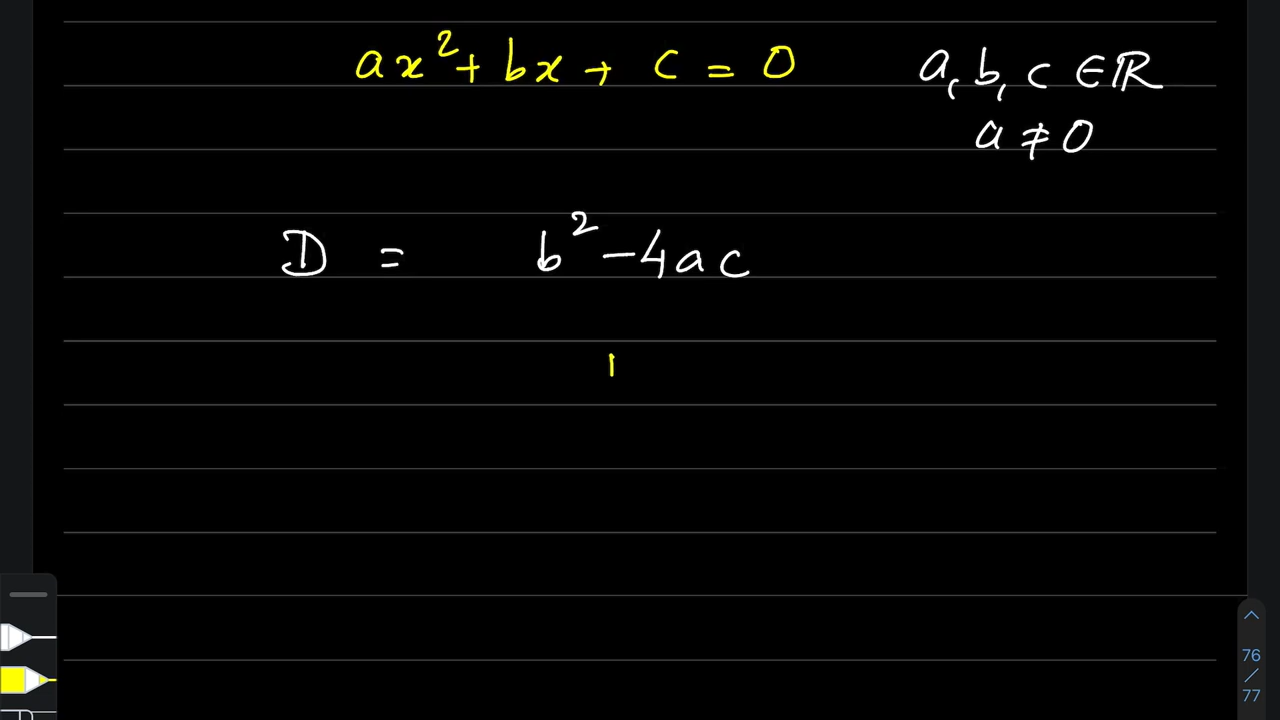 ax²+ bx + c = 0
a, b, c ∈ ℝ
a ≠ 0
D = b² - 4ac
76
/
77